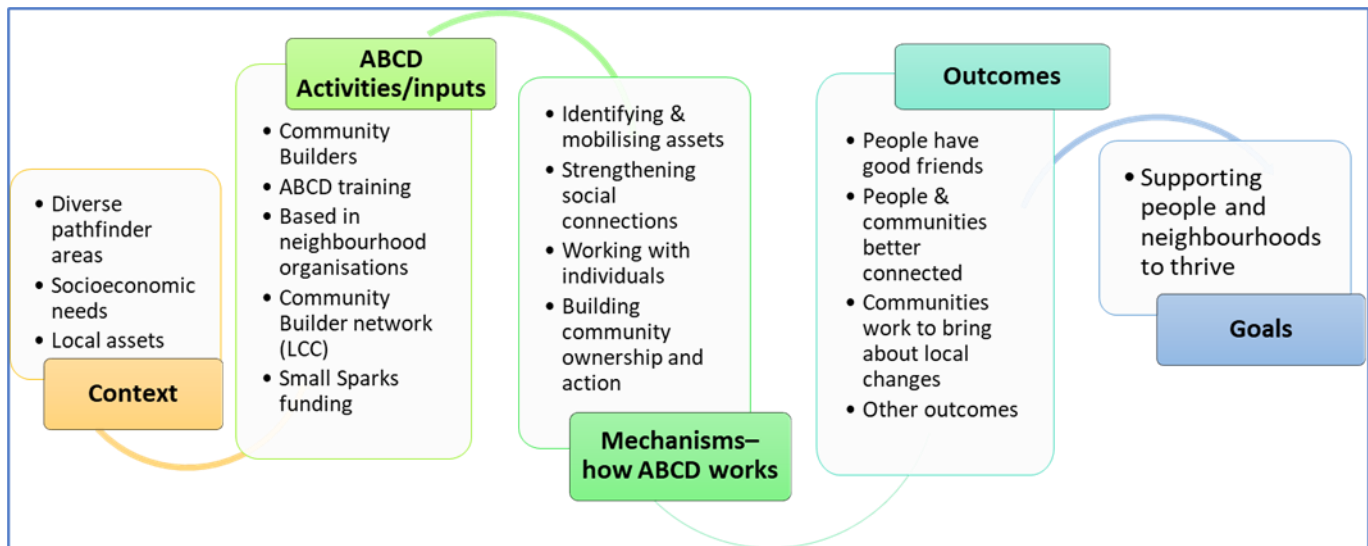 • Diverse
pathfinder
areas
• Socioeconomic
needs
• Local assets
Context
ABCD
Activities/inputs
• Community
Builders
• ABCD training
• Based in
neighbourhood
organisations
• Community
Builder network
(LCC)
• Small Sparks
funding
• Identifying &
mobilising assets
• Strengthening
social
connections
• Working with
individuals
• Building
community
ownership and
action
Mechanisms–
how ABCD works
Outcomes
• People have
good friends
• People &
communities
better
connected
• Communities
work to bring
about local
changes
• Other outcomes
• Supporting
people and
neighbourhoods
to thrive
Goals